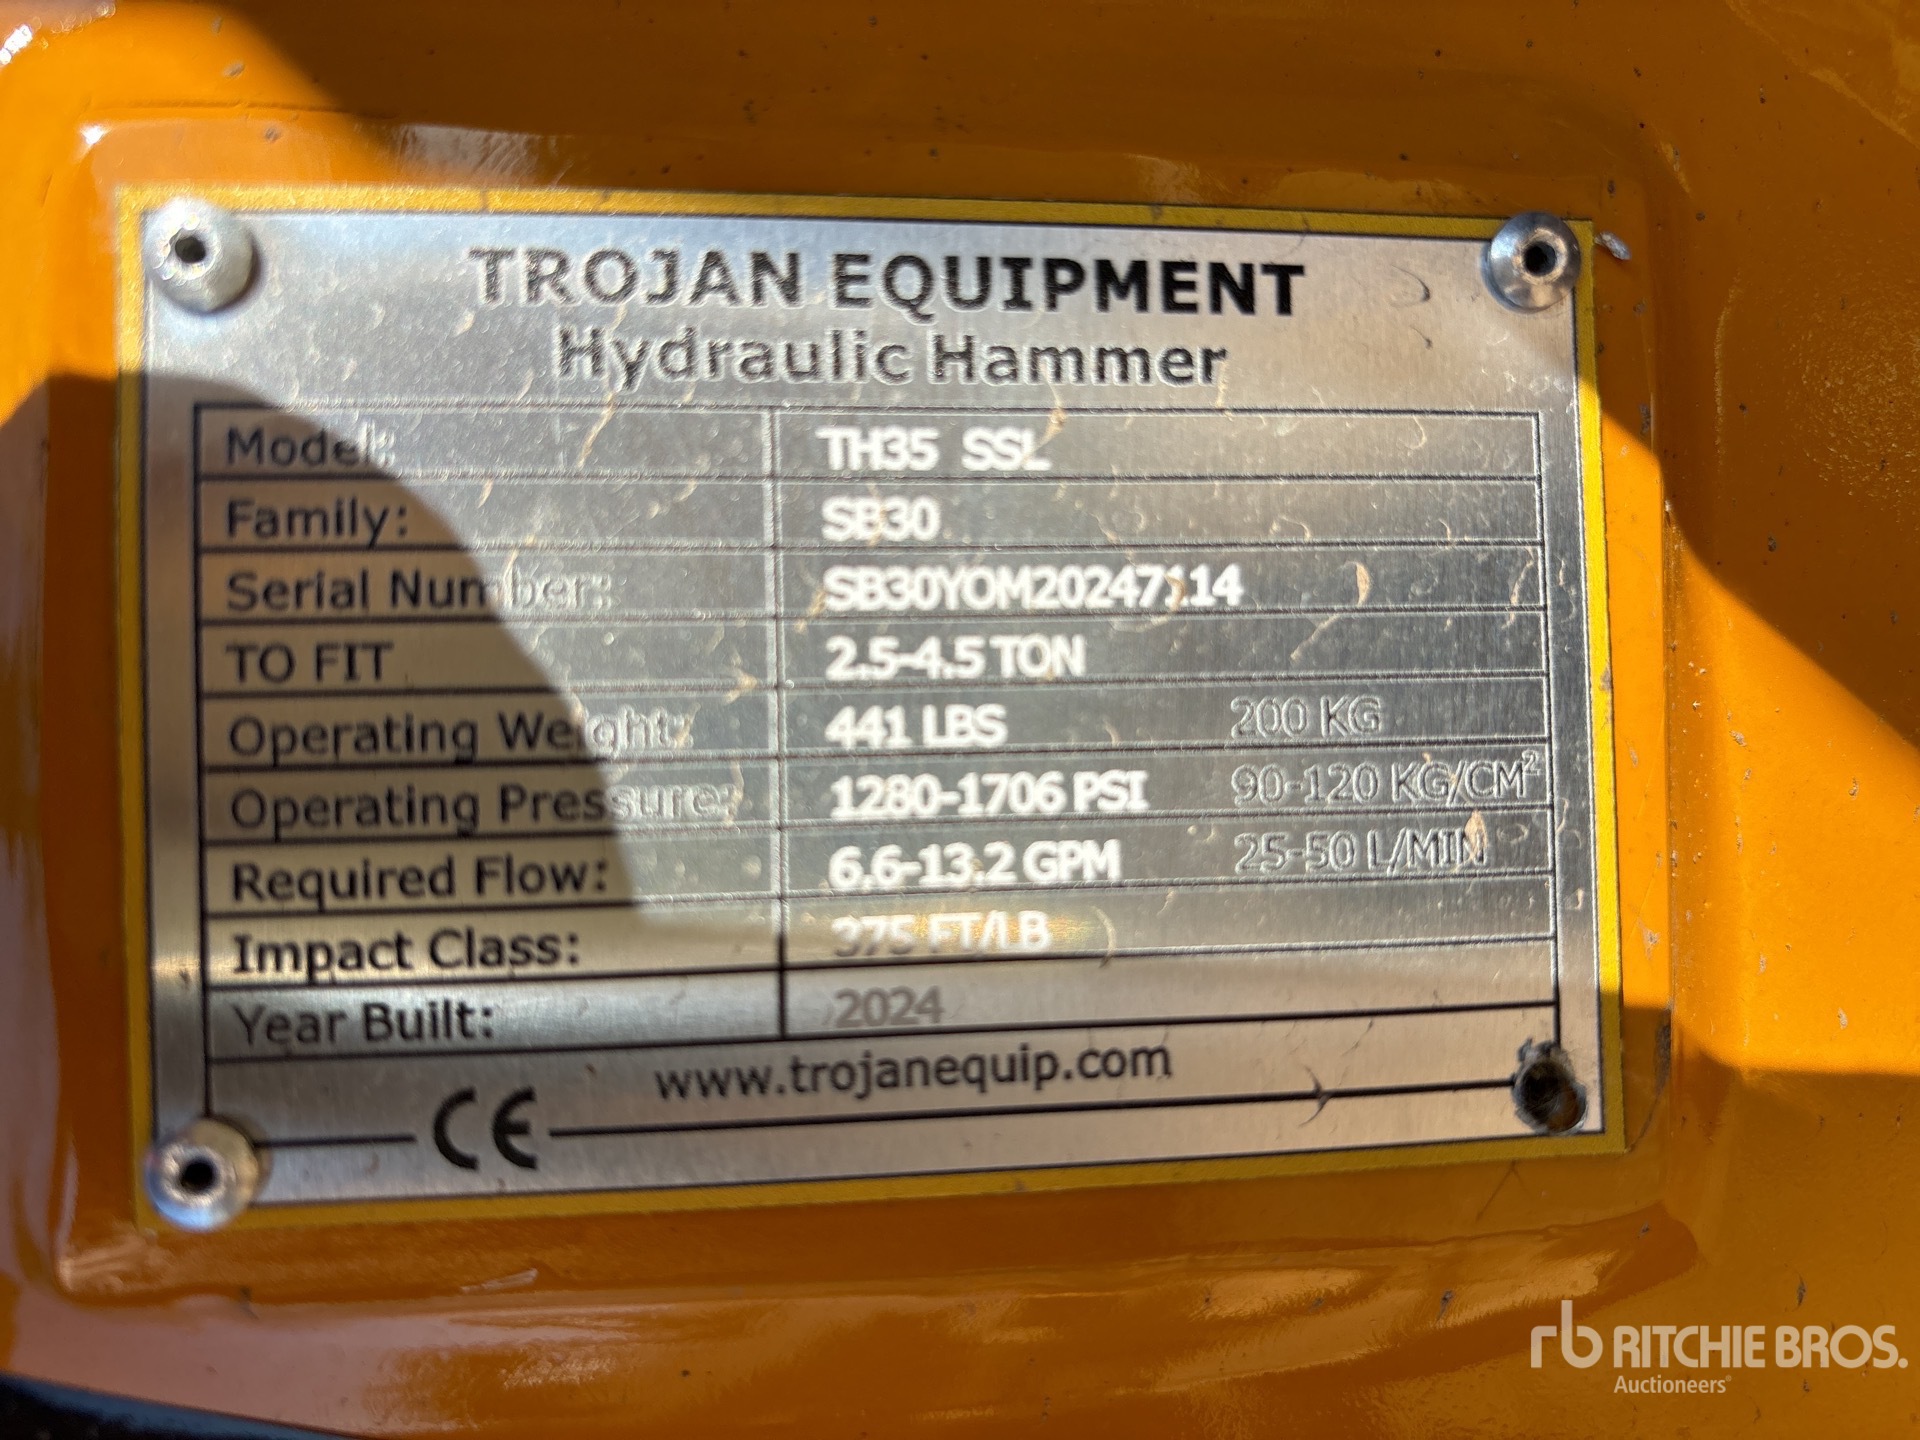 TROJAN EQUIPMENT
Hydraulic Hammer
Model: TH35 SSL
Family: SB30
Serial Number: SB30YOM20247114
TO FIT 2.5-4.5 TON
Operating Weight: 441 LBS 200 KG
Operating Pressure: 1280-1706 PSI 90-120 KG/CM²
Required Flow: 6.6-13.2 GPM 25-50 L/MIN
Impact Class: 375 FT/LB
Year Built: 2024
www.trojanequip.com
CE
rb RITCHIE BROS.
Auctioneers